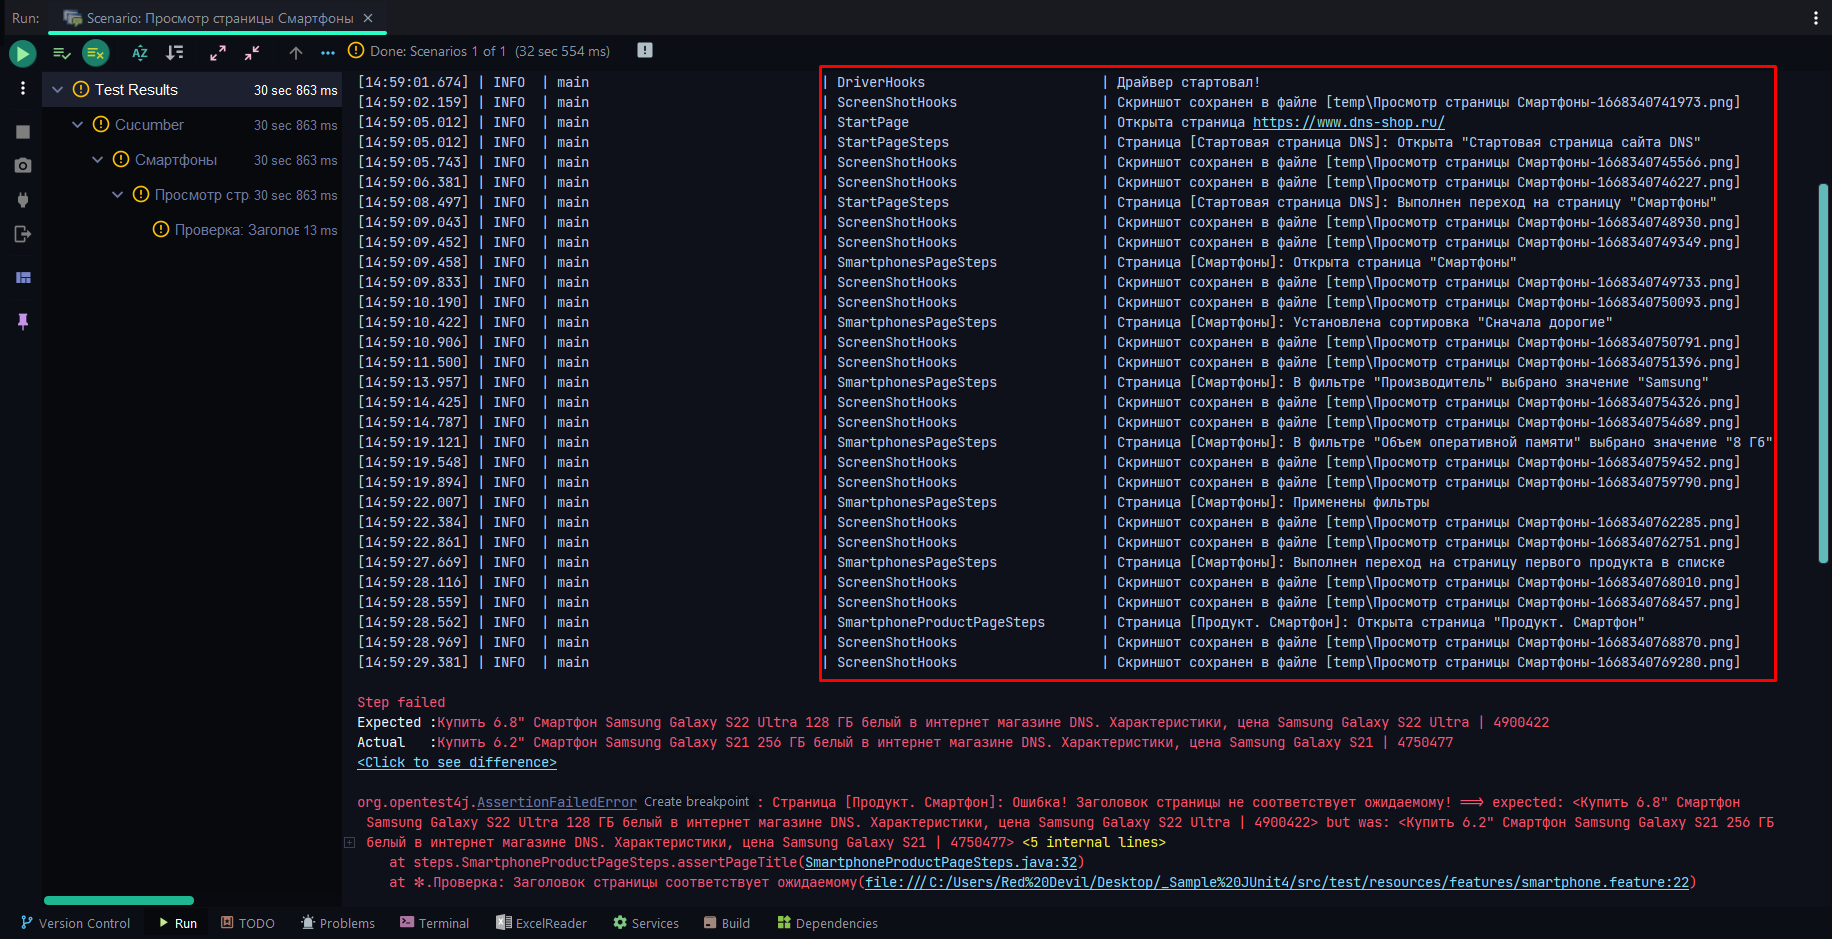 Run: Scenario: Просмотр страницы Смартфоны
Done: Scenarios 1 of 1 (32 sec 554 ms)
Test Results 30 sec 863 ms
Cucumber 30 sec 863 ms
Смартфоны 30 sec 863 ms
Просмотр стр 30 sec 863 ms
Проверка: Заголов 13 ms
[14:59:01.674] | INFO | main | DriverHooks | Драйвер стартовал!
[14:59:02.159] | INFO | main | ScreenShotHooks | Скриншот сохранен в файле [temp\Просмотр страницы Смартфоны-1668340741973.png]
[14:59:05.012] | INFO | main | StartPage | Открыта страница https://www.dns-shop.ru/
[14:59:05.012] | INFO | main | StartPageSteps | Страница [Стартовая страница DNS]: Открыта "Стартовая страница сайта DNS"
[14:59:05.743] | INFO | main | ScreenShotHooks | Скриншот сохранен в файле [temp\Просмотр страницы Смартфоны-1668340745566.png]
[14:59:06.381] | INFO | main | ScreenShotHooks | Скриншот сохранен в файле [temp\Просмотр страницы Смартфоны-1668340746227.png]
[14:59:08.497] | INFO | main | StartPageSteps | Страница [Стартовая страница DNS]: Выполнен переход на страницу "Смартфоны"
[14:59:09.043] | INFO | main | ScreenShotHooks | Скриншот сохранен в файле [temp\Просмотр страницы Смартфоны-1668340748930.png]
[14:59:09.452] | INFO | main | ScreenShotHooks | Скриншот сохранен в файле [temp\Просмотр страницы Смартфоны-1668340749349.png]
[14:59:09.458] | INFO | main | SmartphonesPageSteps | Страница [Смартфоны]: Открыта страница "Смартфоны"
[14:59:09.833] | INFO | main | ScreenShotHooks | Скриншот сохранен в файле [temp\Просмотр страницы Смартфоны-1668340749733.png]
[14:59:10.190] | INFO | main | ScreenShotHooks | Скриншот сохранен в файле [temp\Просмотр страницы Смартфоны-1668340750093.png]
[14:59:10.422] | INFO | main | SmartphonesPageSteps | Страница [Смартфоны]: Установлена сортировка "Сначала дорогие"
[14:59:10.906] | INFO | main | ScreenShotHooks | Скриншот сохранен в файле [temp\Просмотр страницы Смартфоны-1668340750791.png]
[14:59:11.500] | INFO | main | ScreenShotHooks | Скриншот сохранен в файле [temp\Просмотр страницы Смартфоны-1668340751396.png]
[14:59:13.957] | INFO | main | SmartphonesPageSteps | Страница [Смартфоны]: В фильтре "Производитель" выбрано значение "Samsung"
[14:59:14.425] | INFO | main | ScreenShotHooks | Скриншот сохранен в файле [temp\Просмотр страницы Смартфоны-1668340754326.png]
[14:59:14.787] | INFO | main | ScreenShotHooks | Скриншот сохранен в файле [temp\Просмотр страницы Смартфоны-1668340754689.png]
[14:59:19.121] | INFO | main | SmartphonesPageSteps | Страница [Смартфоны]: В фильтре "Объем оперативной памяти" выбрано значение "8 Гб"
[14:59:19.548] | INFO | main | ScreenShotHooks | Скриншот сохранен в файле [temp\Просмотр страницы Смартфоны-1668340759452.png]
[14:59:19.894] | INFO | main | ScreenShotHooks | Скриншот сохранен в файле [temp\Просмотр страницы Смартфоны-1668340759790.png]
[14:59:22.007] | INFO | main | SmartphonesPageSteps | Страница [Смартфоны]: Применены фильтры
[14:59:22.384] | INFO | main | ScreenShotHooks | Скриншот сохранен в файле [temp\Просмотр страницы Смартфоны-1668340762285.png]
[14:59:22.861] | INFO | main | ScreenShotHooks | Скриншот сохранен в файле [temp\Просмотр страницы Смартфоны-1668340762751.png]
[14:59:27.669] | INFO | main | SmartphonesPageSteps | Страница [Смартфоны]: Выполнен переход на страницу первого продукта в списке
[14:59:28.116] | INFO | main | ScreenShotHooks | Скриншот сохранен в файле [temp\Просмотр страницы Смартфоны-1668340768010.png]
[14:59:28.559] | INFO | main | ScreenShotHooks | Скриншот сохранен в файле [temp\Просмотр страницы Смартфоны-1668340768457.png]
[14:59:28.562] | INFO | main | SmartphoneProductPageSteps | Страница [Продукт. Смартфон]: Открыта страница "Продукт. Смартфон"
[14:59:28.969] | INFO | main | ScreenShotHooks | Скриншот сохранен в файле [temp\Просмотр страницы Смартфоны-1668340768870.png]
[14:59:29.381] | INFO | main | ScreenShotHooks | Скриншот сохранен в файле [temp\Просмотр страницы Смартфоны-1668340769280.png]
Step failed
Expected :Купить 6.8" Смартфон Samsung Galaxy S22 Ultra 128 ГБ белый в интернет магазине DNS. Характеристики, цена Samsung Galaxy S22 Ultra | 4900422
Actual :Купить 6.2" Смартфон Samsung Galaxy S21 256 ГБ белый в интернет магазине DNS. Характеристики, цена Samsung Galaxy S21 | 4750477
<Click to see difference>
org.opentest4j.AssertionFailedError Create breakpoint : Страница [Продукт. Смартфон]: Ошибка! Заголовок страницы не соответствует ожидаемому! ==> expected: <Купить 6.8" Смартфон
Samsung Galaxy S22 Ultra 128 ГБ белый в интернет магазине DNS. Характеристики, цена Samsung Galaxy S22 Ultra | 4900422> but was: <Купить 6.2" Смартфон Samsung Galaxy S21 256 ГБ
белый в интернет магазине DNS. Характеристики, цена Samsung Galaxy S21 | 4750477> <5 internal lines>
at steps.SmartphoneProductPageSteps.assertPageTitle(SmartphoneProductPageSteps.java:32)
at ✽.Проверка: Заголовок страницы соответствует ожидаемому(file:///C:/Users/Red%20Devil/Desktop/_Sample%20JUnit4/src/test/resources/features/smartphone.feature:22)
Version Control Run TODO Problems Terminal ExcelReader Services Build Dependencies